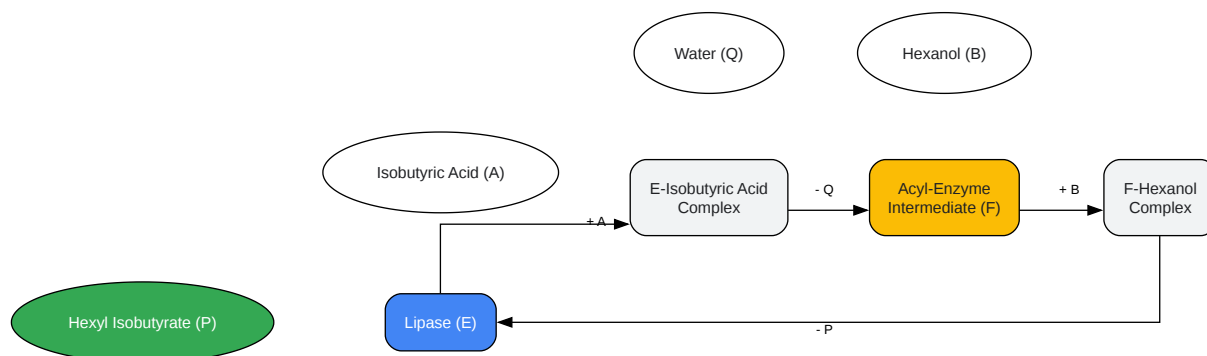 Water (Q)
Hexanol (B)
Isobutyric Acid (A)
E-Isobutyric Acid
Complex
- Q
Acyl-Enzyme
Intermediate (F)
+ B
F-Hexanol
Complex
+ A
Hexyl Isobutyrate (P)
Lipase (E)
- P